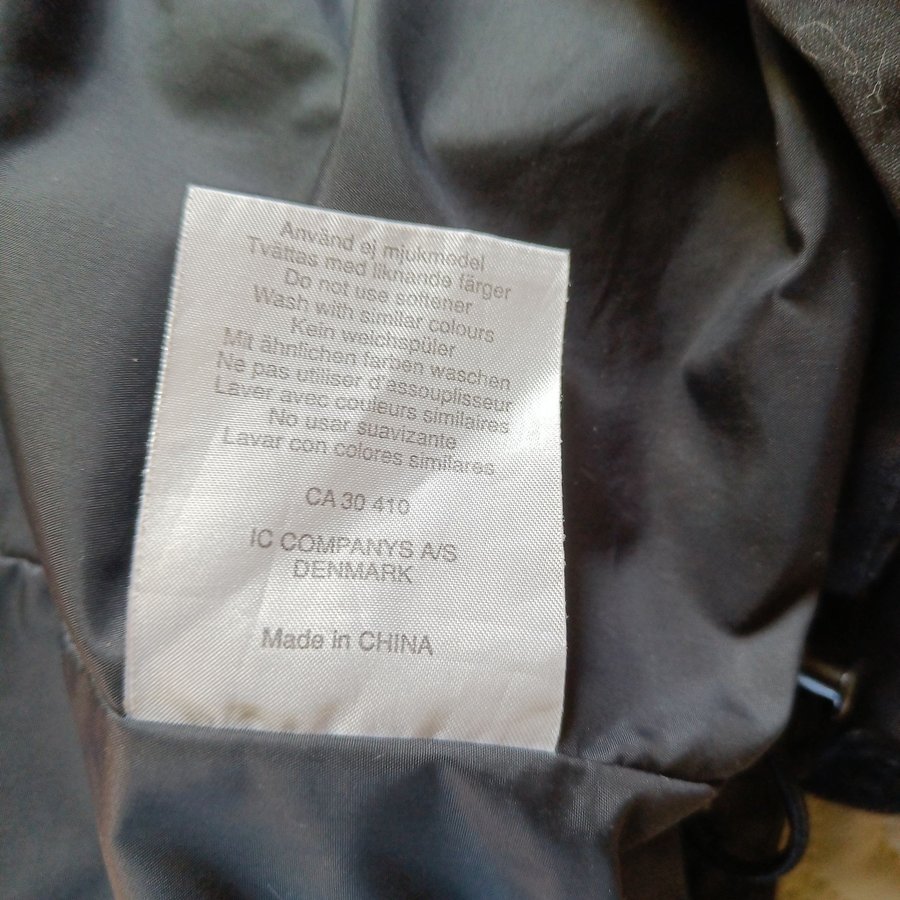 Använd ej mjukmedel
Tvättas med liknande färger
Do not use softener
Wash with similar colours
Kein weichspüler
Mit ähnlichen farben waschen
Ne pas utiliser d'assouplisseur
Laver avec couleurs similaires
No usar suavizante
Lavar con colores similares
CA 30 410
IC COMPANYS A/S
DENMARK
Made in CHINA